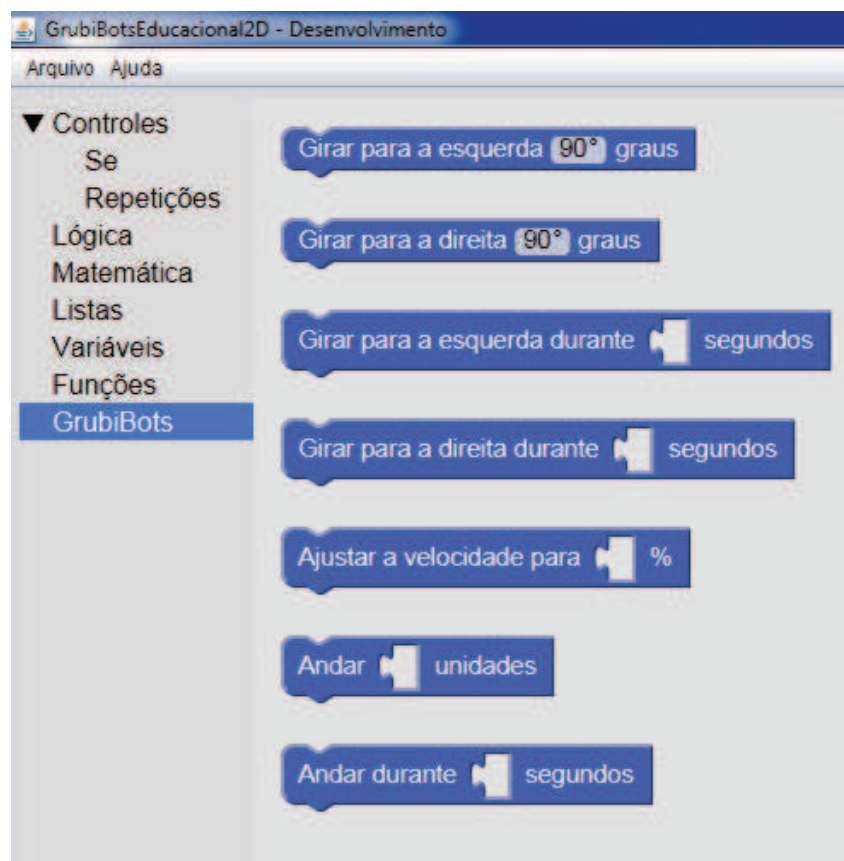 GrubiBotsEducacional2D - Desenvolvimento
Arquivo Ajuda
▼ Controles
Se
Repetições
Lógica
Matemática
Listas
Variáveis
Funções
GrubiBots
Girar para a esquerda 90° graus
Girar para a direita 90° graus
Girar para a esquerda durante segundos
Girar para a direita durante segundos
Ajustar a velocidade para %
Andar unidades
Andar durante segundos